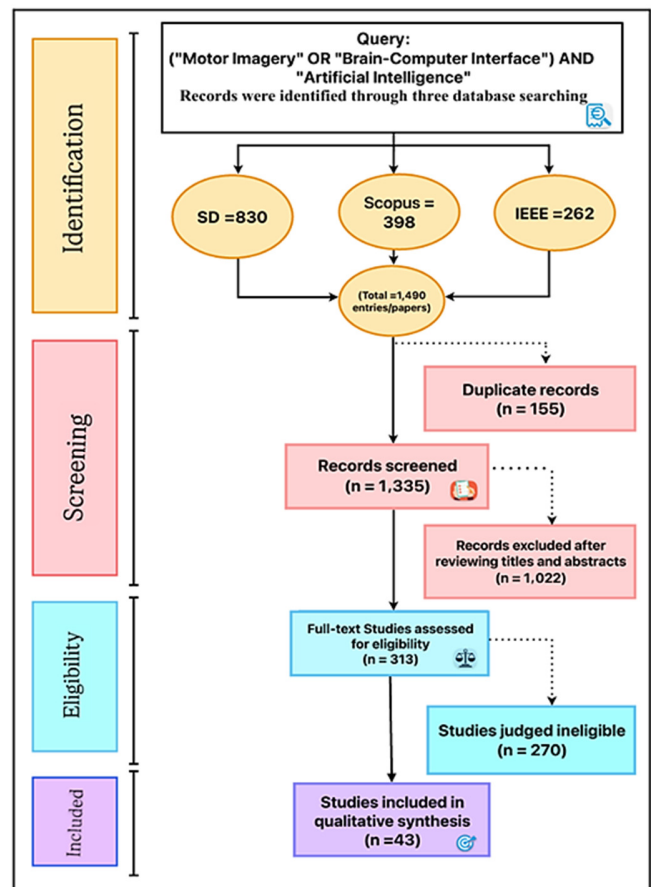 Query:
("Motor Imagery" OR "Brain-Computer Interface") AND
"Artificial Intelligence"
Records were identified through three database searching
Identification
SD =830
Scopus =
398
IEEE =262
(Total =1,490
entries/papers)
Screening
Duplicate records
(n = 155)
Records screened
(n = 1,335)
Records excluded after
reviewing titles and abstracts
(n = 1,022)
Eligibility
Full-text Studies assessed
for eligibility
(n = 313)
Studies judged ineligible
(n = 270)
Included
Studies included in
qualitative synthesis
(n =43)